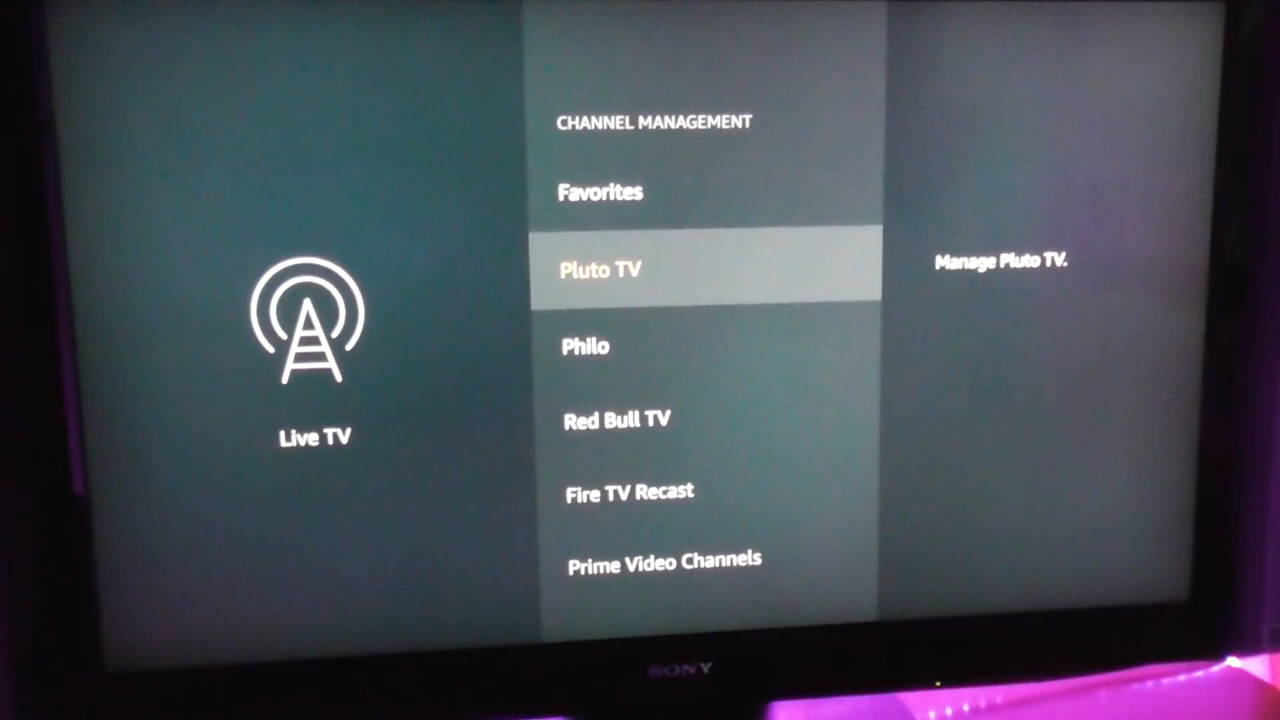 CHANNEL MANAGEMENT
Favorites
Pluto TV
Manage Pluto TV.
Philo
Red Bull TV
Live TV
Fire TV Recast
Prime Video Channels
SONY